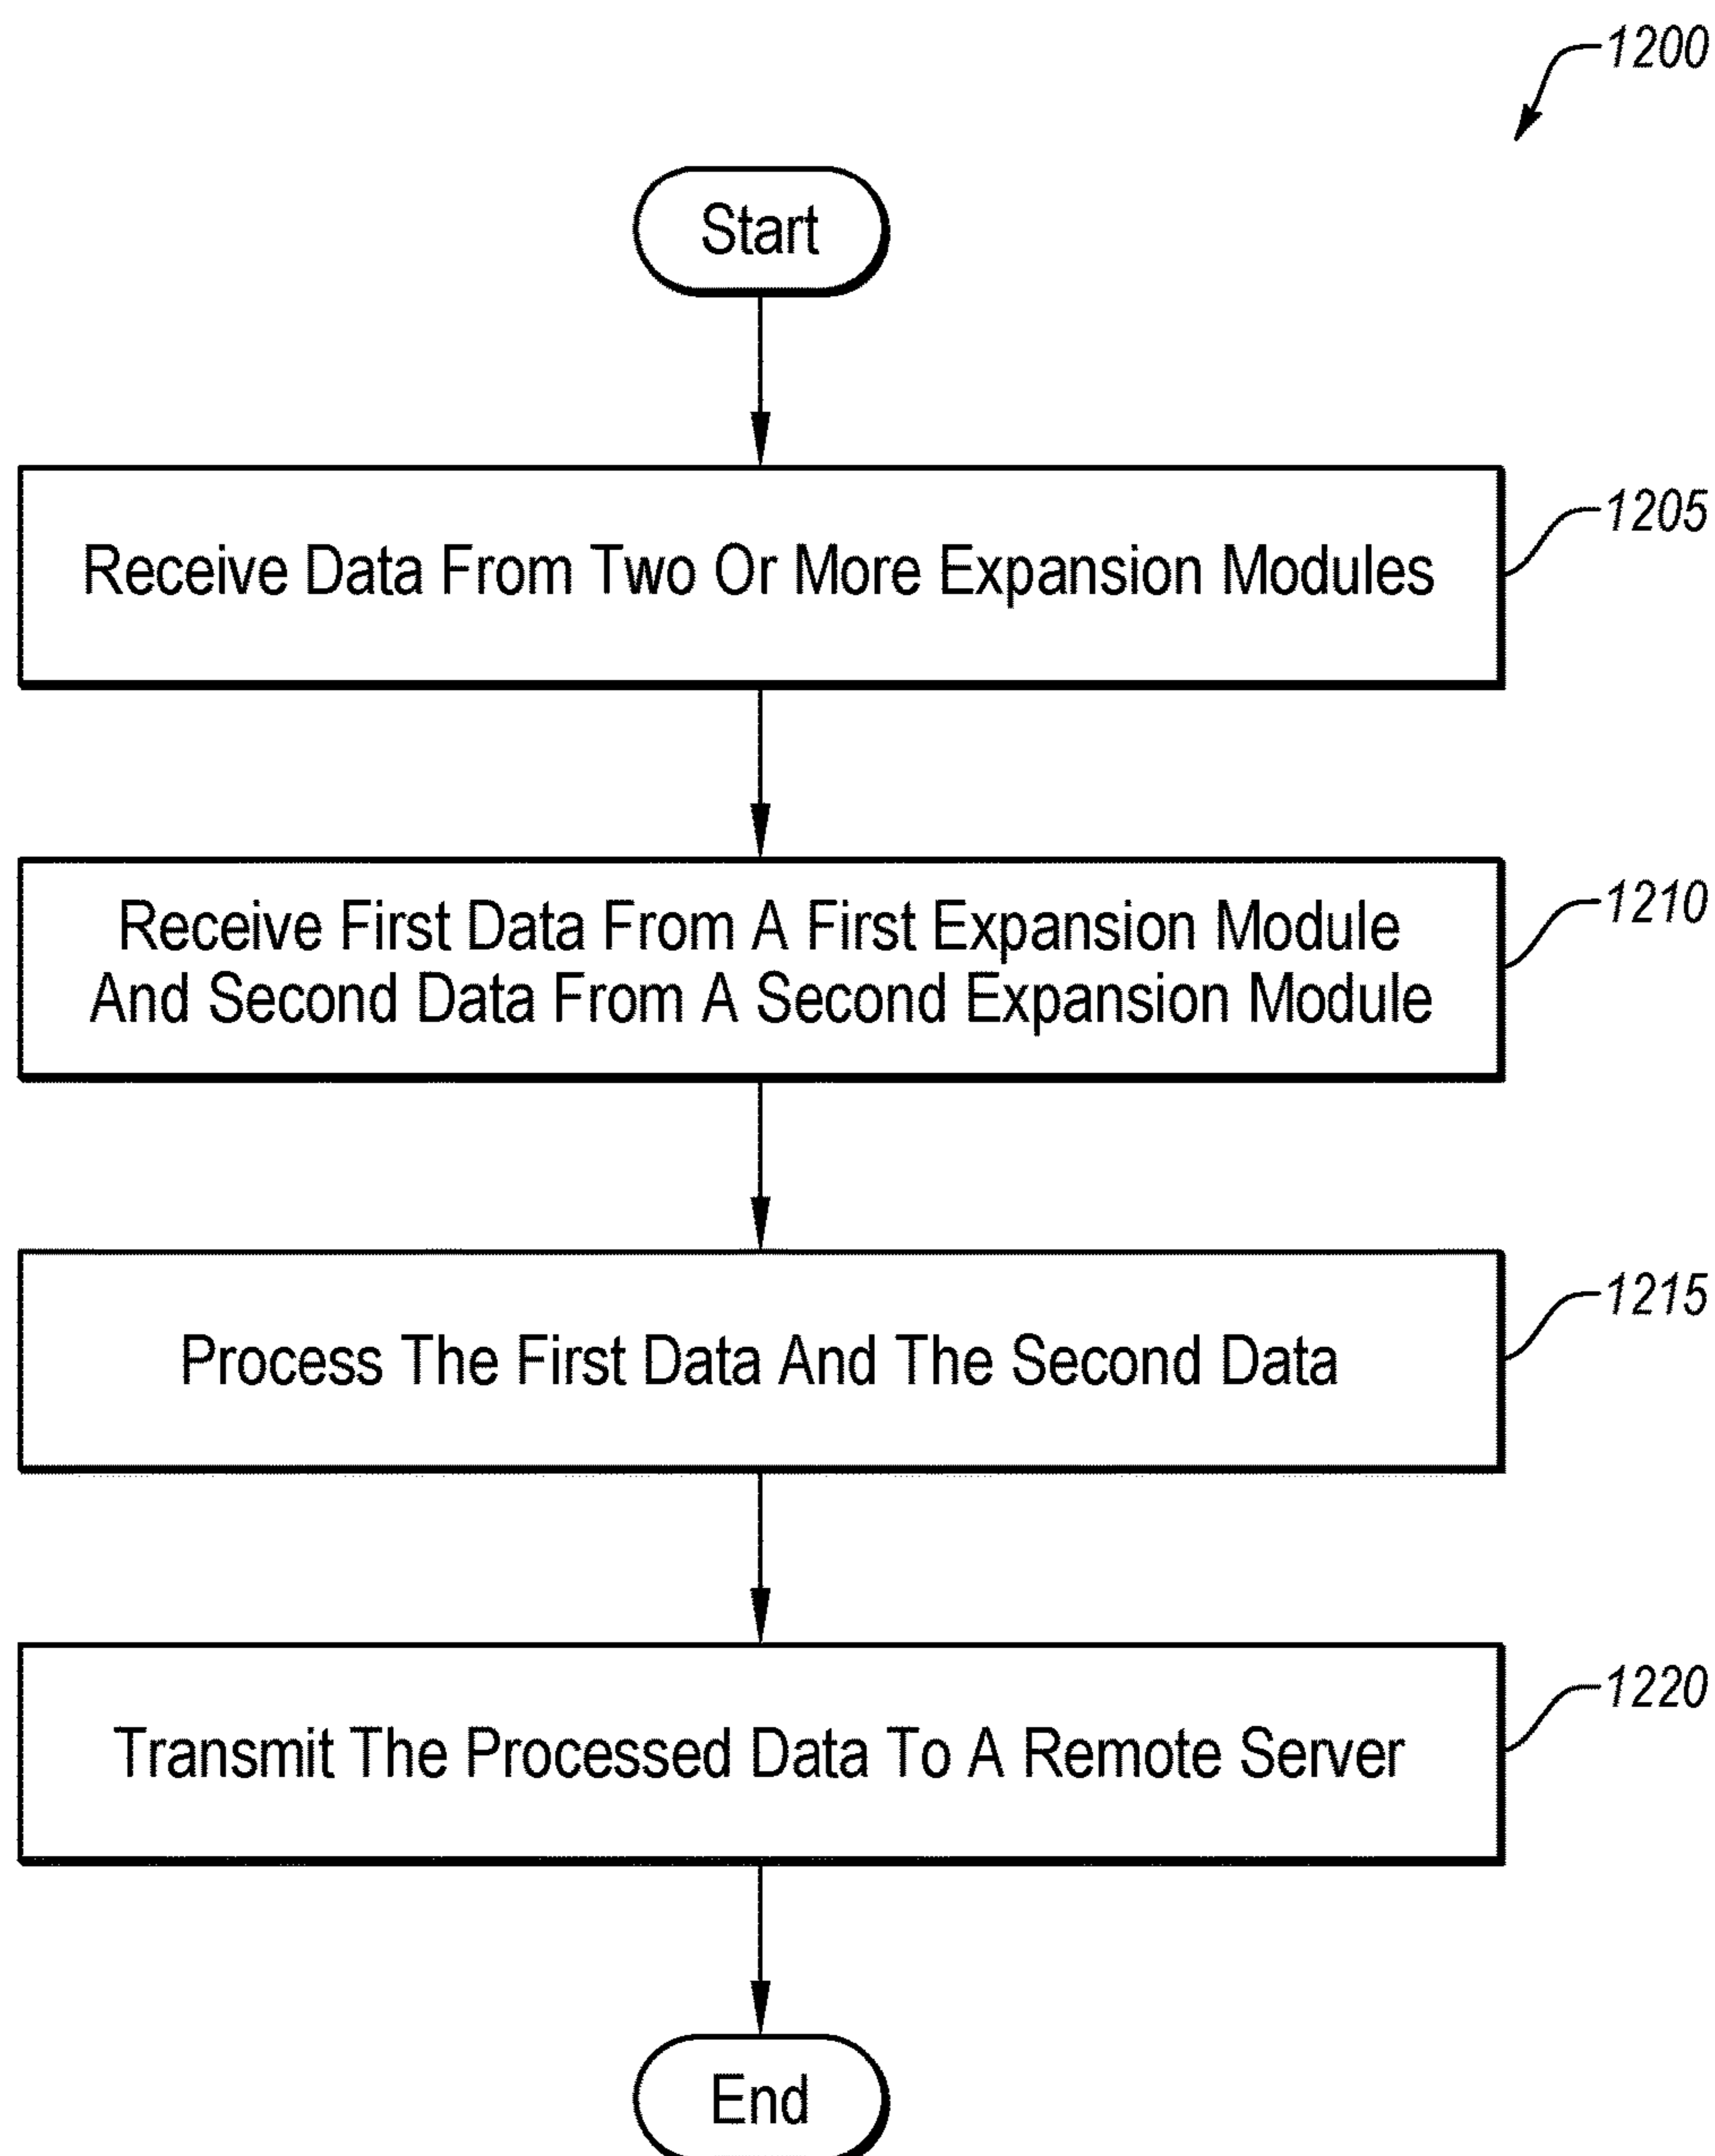 1200
Start
Receive Data From Two Or More Expansion Modules
1205
Receive First Data From A First Expansion Module
And Second Data From A Second Expansion Module
1210
Process The First Data And The Second Data
1215
Transmit The Processed Data To A Remote Server
1220
End